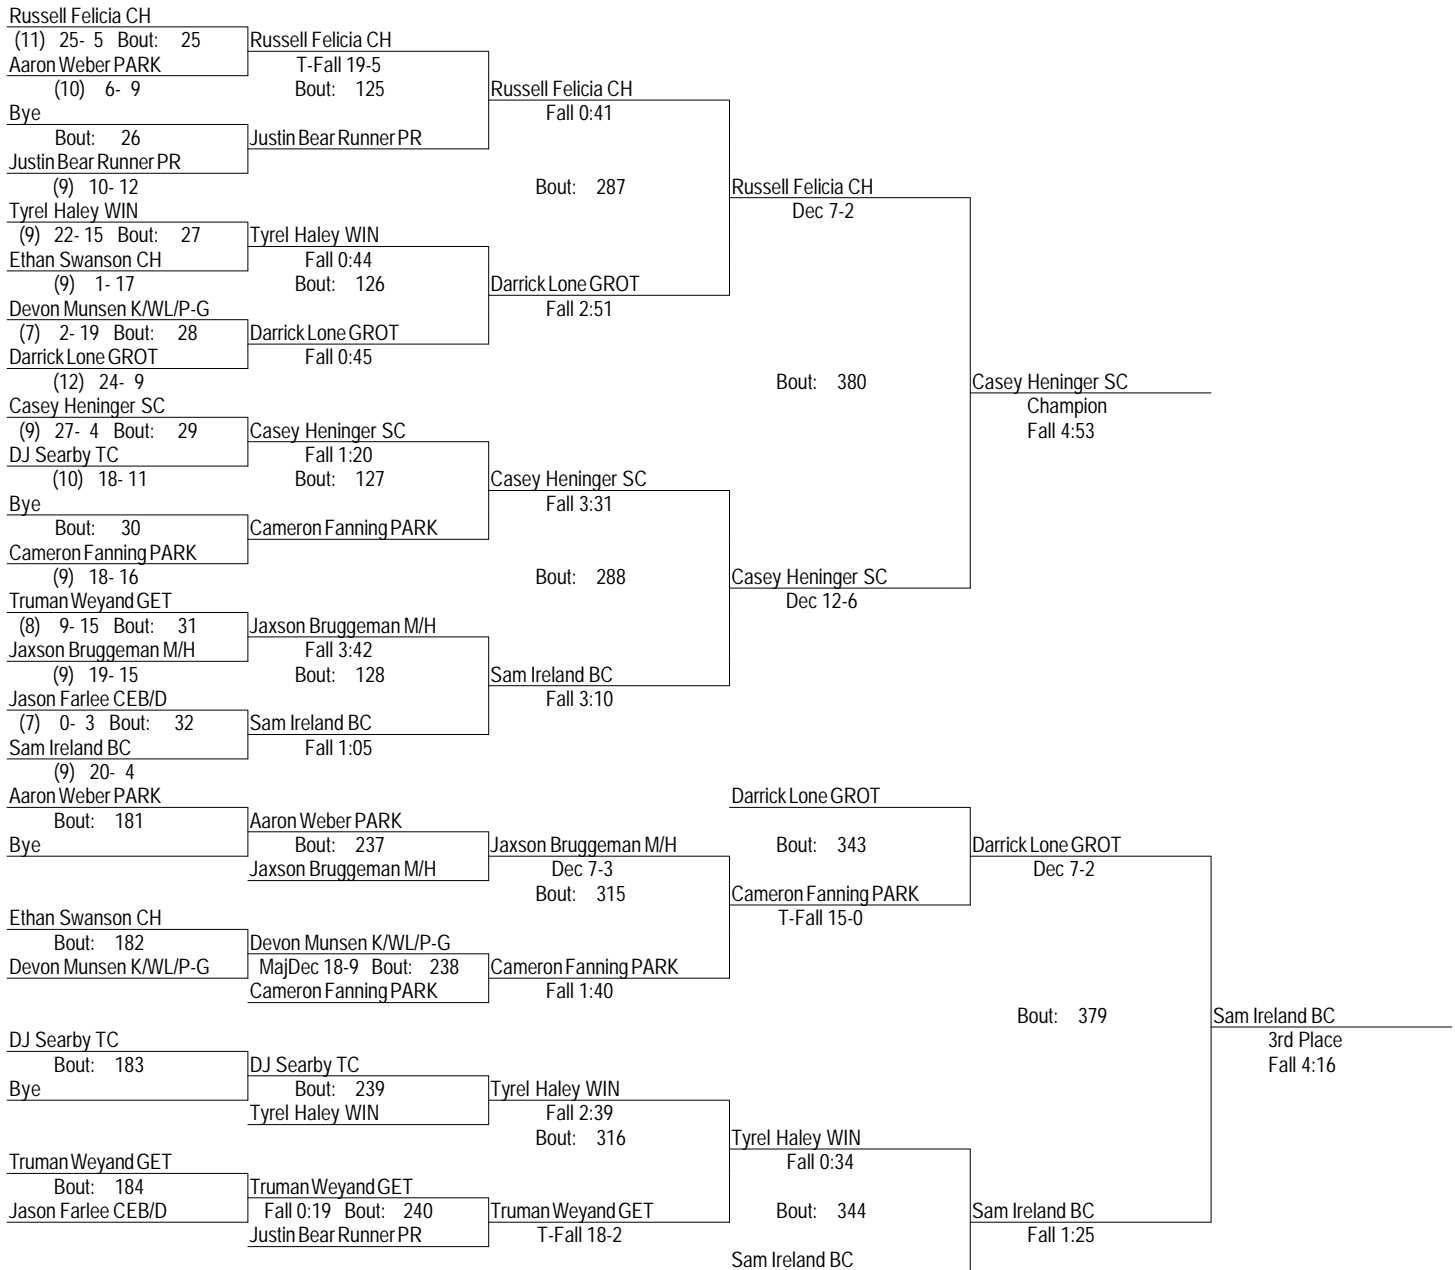 Russell Felicia CH
(11) 25- 5 Bout: 25
Russell Felicia CH
Aaron Weber PARK
T-Fall 19-5
(10) 6- 9
Bout: 125
Russell Felicia CH
Bye
Fall 0:41
Bout: 26
Justin Bear Runner PR
Justin Bear Runner PR
(9) 10- 12
Bout: 287
Russell Felicia CH
Tyrel Haley WIN
Dec 7-2
(9) 22- 15 Bout: 27
Tyrel Haley WIN
Ethan Swanson CH
Fall 0:44
(9) 1- 17
Bout: 126
Darrick Lone GROT
Devon Munsen K/WL/P-G
Fall 2:51
(7) 2- 19 Bout: 28
Darrick Lone GROT
Darrick Lone GROT
Fall 0:45
(12) 24- 9
Bout: 380
Casey Heninger SC
Casey Heninger SC
Champion
(9) 27- 4 Bout: 29
Casey Heninger SC
Fall 4:53
DJ Searby TC
Fall 1:20
(10) 18- 11
Bout: 127
Casey Heninger SC
Bye
Fall 3:31
Bout: 30
Cameron Fanning PARK
Cameron Fanning PARK
(9) 18- 16
Bout: 288
Casey Heninger SC
Truman Weyand GET
Dec 12-6
(8) 9- 15 Bout: 31
Jaxson Bruggeman M/H
Jaxson Bruggeman M/H
Fall 3:42
(9) 19- 15
Bout: 128
Sam Ireland BC
Jason Farlee CEB/D
Fall 3:10
(7) 0- 3 Bout: 32
Sam Ireland BC
Sam Ireland BC
Fall 1:05
(9) 20- 4
Aaron Weber PARK
Darrick Lone GROT
Bout: 181
Aaron Weber PARK
Bye
Bout: 237
Jaxson Bruggeman M/H
Bout: 343
Darrick Lone GROT
Jaxson Bruggeman M/H
Dec 7-3
Dec 7-2
Bout: 315
Cameron Fanning PARK
Ethan Swanson CH
T-Fall 15-0
Bout: 182
Devon Munsen K/WL/P-G
Devon Munsen K/WL/P-G
MajDec 18-9 Bout: 238
Cameron Fanning PARK
Cameron Fanning PARK
Fall 1:40
Bout: 379
Sam Ireland BC
DJ Searby TC
3rd Place
Bout: 183
DJ Searby TC
Fall 4:16
Bye
Bout: 239
Tyrel Haley WIN
Tyrel Haley WIN
Fall 2:39
Bout: 316
Tyrel Haley WIN
Truman Weyand GET
Fall 0:34
Bout: 184
Truman Weyand GET
Jason Farlee CEB/D
Fall 0:19 Bout: 240
Truman Weyand GET
Bout: 344
Sam Ireland BC
Justin Bear Runner PR
T-Fall 18-2
Fall 1:25
Sam Ireland BC